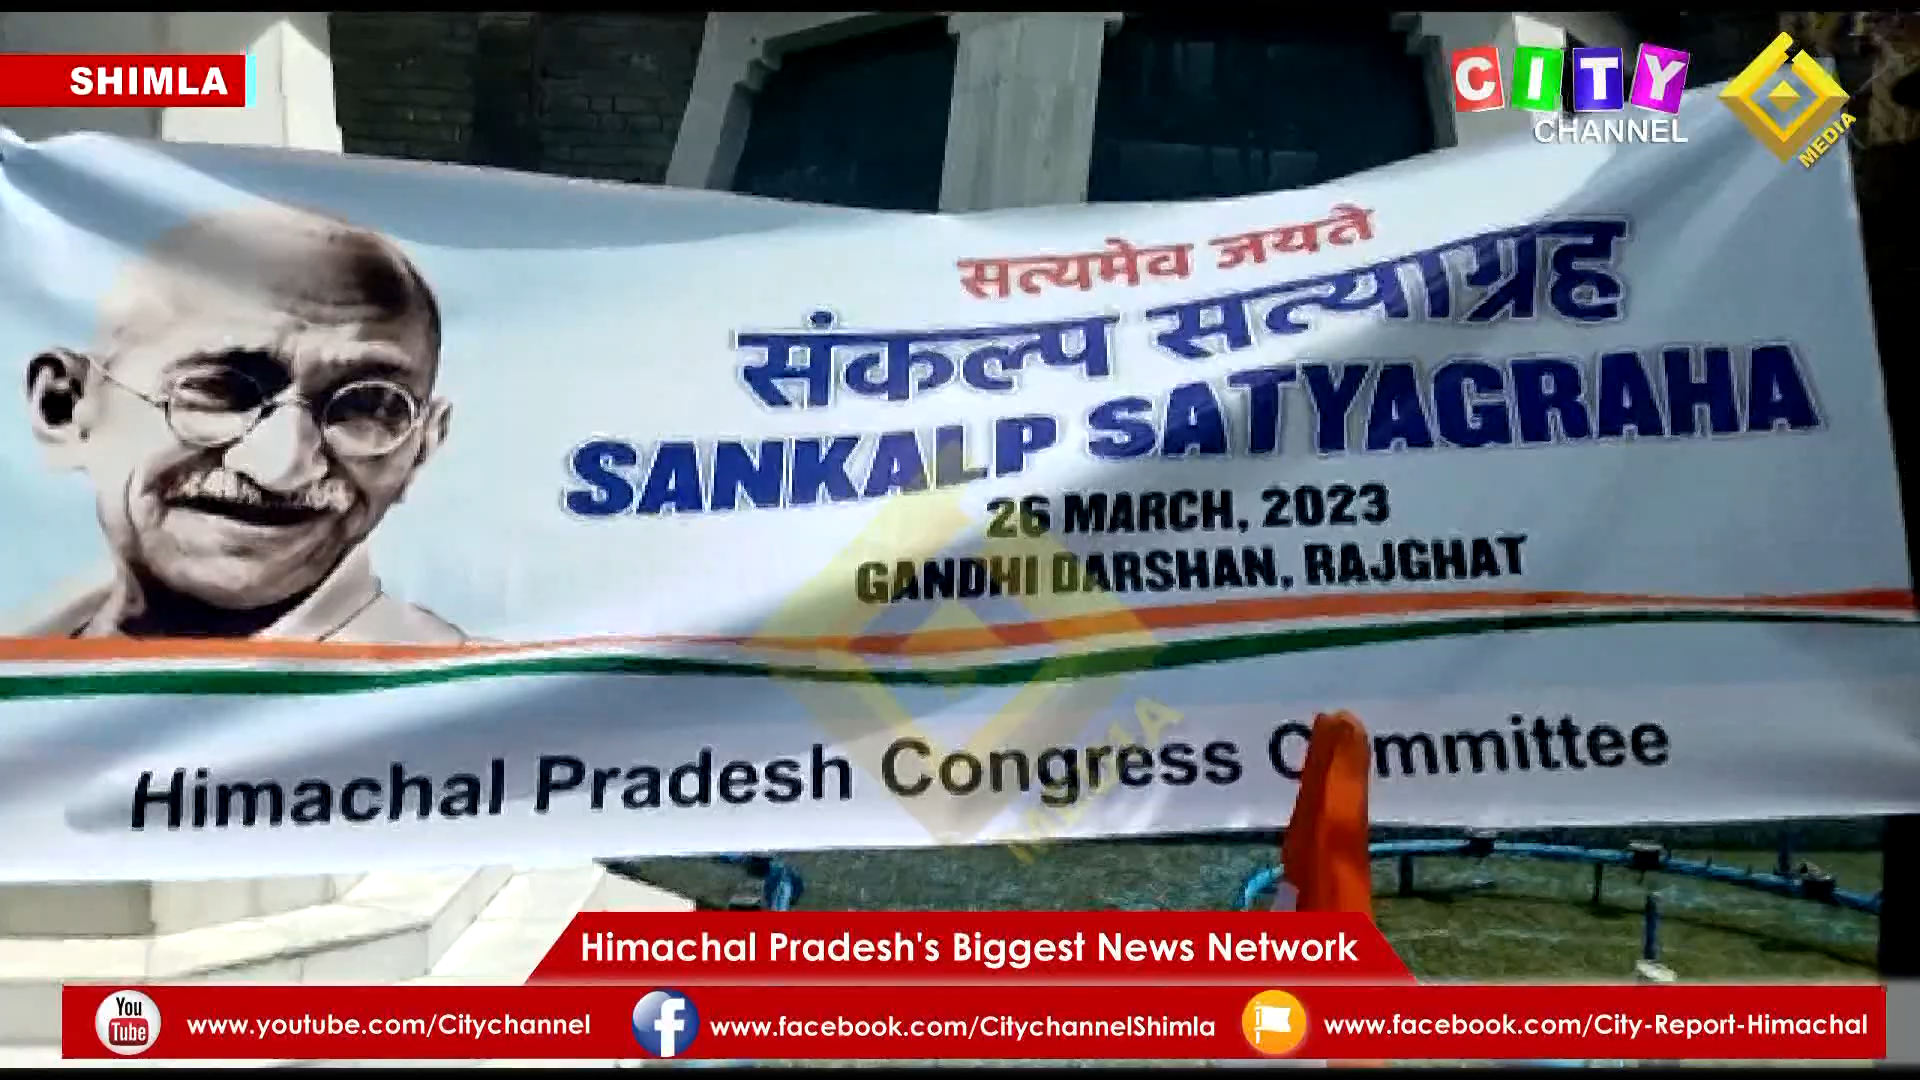 SHIMLA
CITY
CHANNEL
MEDIA
सत्यमेव जयते
संकल्प सत्याग्रह
SANKALP SATYAGRAHA
26 MARCH, 2023
GANDHI DARSHAN, RAJGHAT
MEDIA
Himachal Pradesh Congress C mmittee
Himachal Pradesh's Biggest News Network
You
Tube
www.youtube.com/Citychannel
www.facebook.com/CitychannelShimla
www.facebook.com/City-Report-Himachal